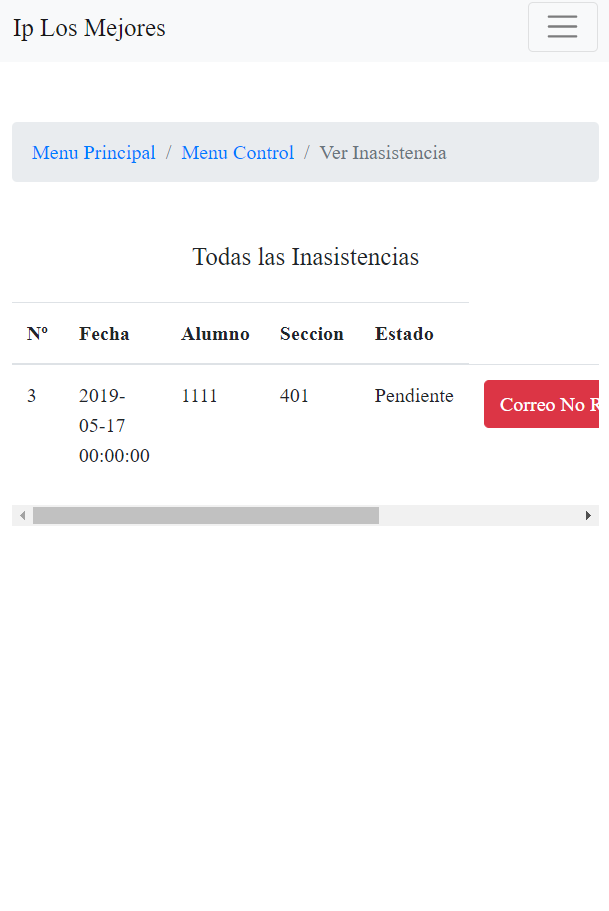 Ip Los Mejores
Menu Principal / Menu Control / Ver Inasistencia
Todas las Inasistencias
Nº Fecha Alumno Seccion Estado
3 2019- 1111 401 Pendiente Correo No R
05-17
00:00:00